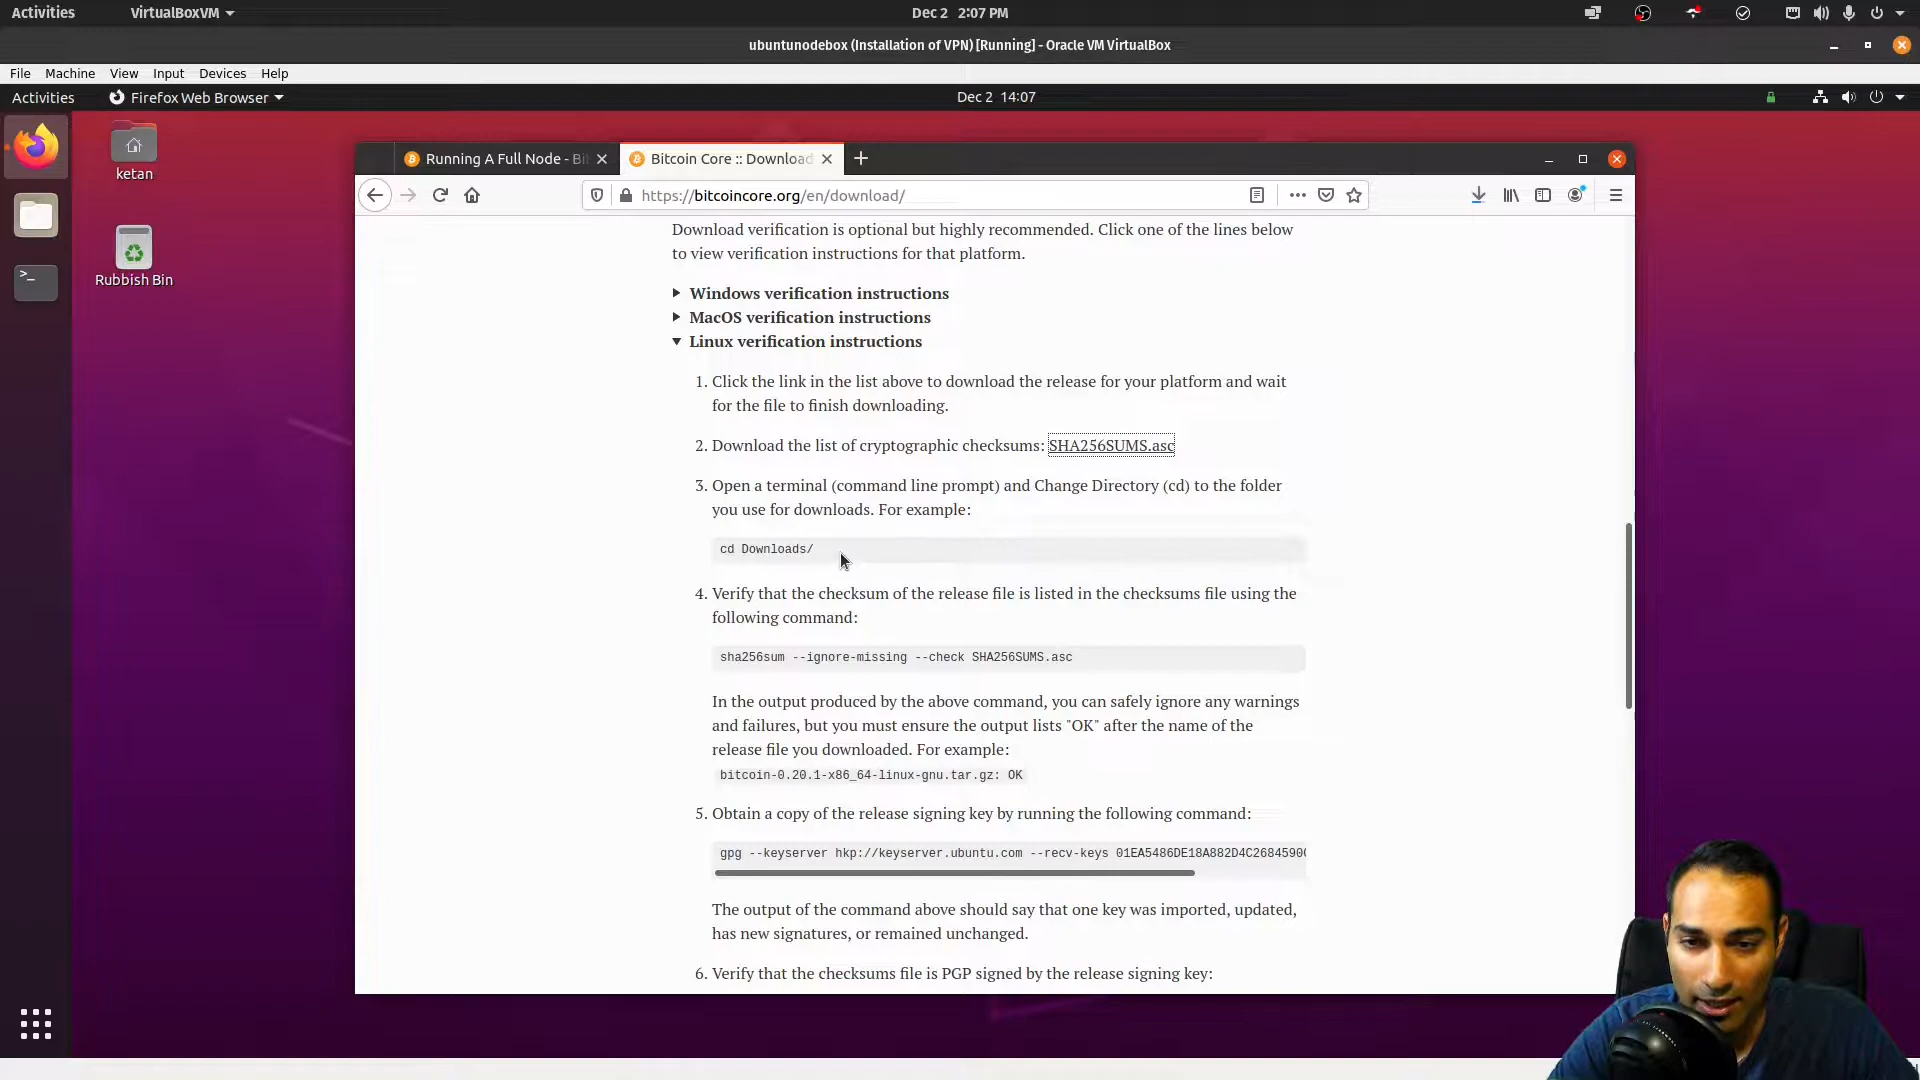 Activities
VirtualBoxVM
Dec 2 2:07 PM
ubuntunodebox (Installation of VPN) [Running] - Oracle VM VirtualBox
File Machine View Input Devices Help
Activities
Firefox Web Browser
Dec 2 14:07
ketan
Rubbish Bin
Running A Full Node - Bi
Bitcoin Core :: Download
https://bitcoincore.org/en/download/
Download verification is optional but highly recommended. Click one of the lines below
to view verification instructions for that platform.
Windows verification instructions
MacOS verification instructions
Linux verification instructions
1. Click the link in the list above to download the release for your platform and wait
for the file to finish downloading.
2. Download the list of cryptographic checksums: SHA256SUMS.asc
3. Open a terminal (command line prompt) and Change Directory (cd) to the folder
you use for downloads. For example:
cd Downloads/
4. Verify that the checksum of the release file is listed in the checksums file using the
following command:
sha256sum --ignore-missing --check SHA256SUMS.asc
In the output produced by the above command, you can safely ignore any warnings
and failures, but you must ensure the output lists "OK" after the name of the
release file you downloaded. For example:
bitcoin-0.20.1-x86_64-linux-gnu.tar.gz: OK
5. Obtain a copy of the release signing key by running the following command:
gpg --keyserver hkp://keyserver.ubuntu.com --recv-keys 01EA5486DE18A882D4C2684590
The output of the command above should say that one key was imported, updated,
has new signatures, or remained unchanged.
6. Verify that the checksums file is PGP signed by the release signing key: